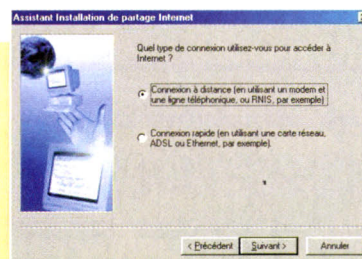 Assistant Installation de partage Internet
Quel type de connexion utilisez-vous pour accéder à
Internet ?
Connexion à distance (en utilisant un modem et
une ligne téléphonique, ou RNIS, par exemple)
Connexion rapide (en utilisant une carte réseau,
ADSL ou Ethernet, par exemple).
< Précédent
Suivant >
Annuler